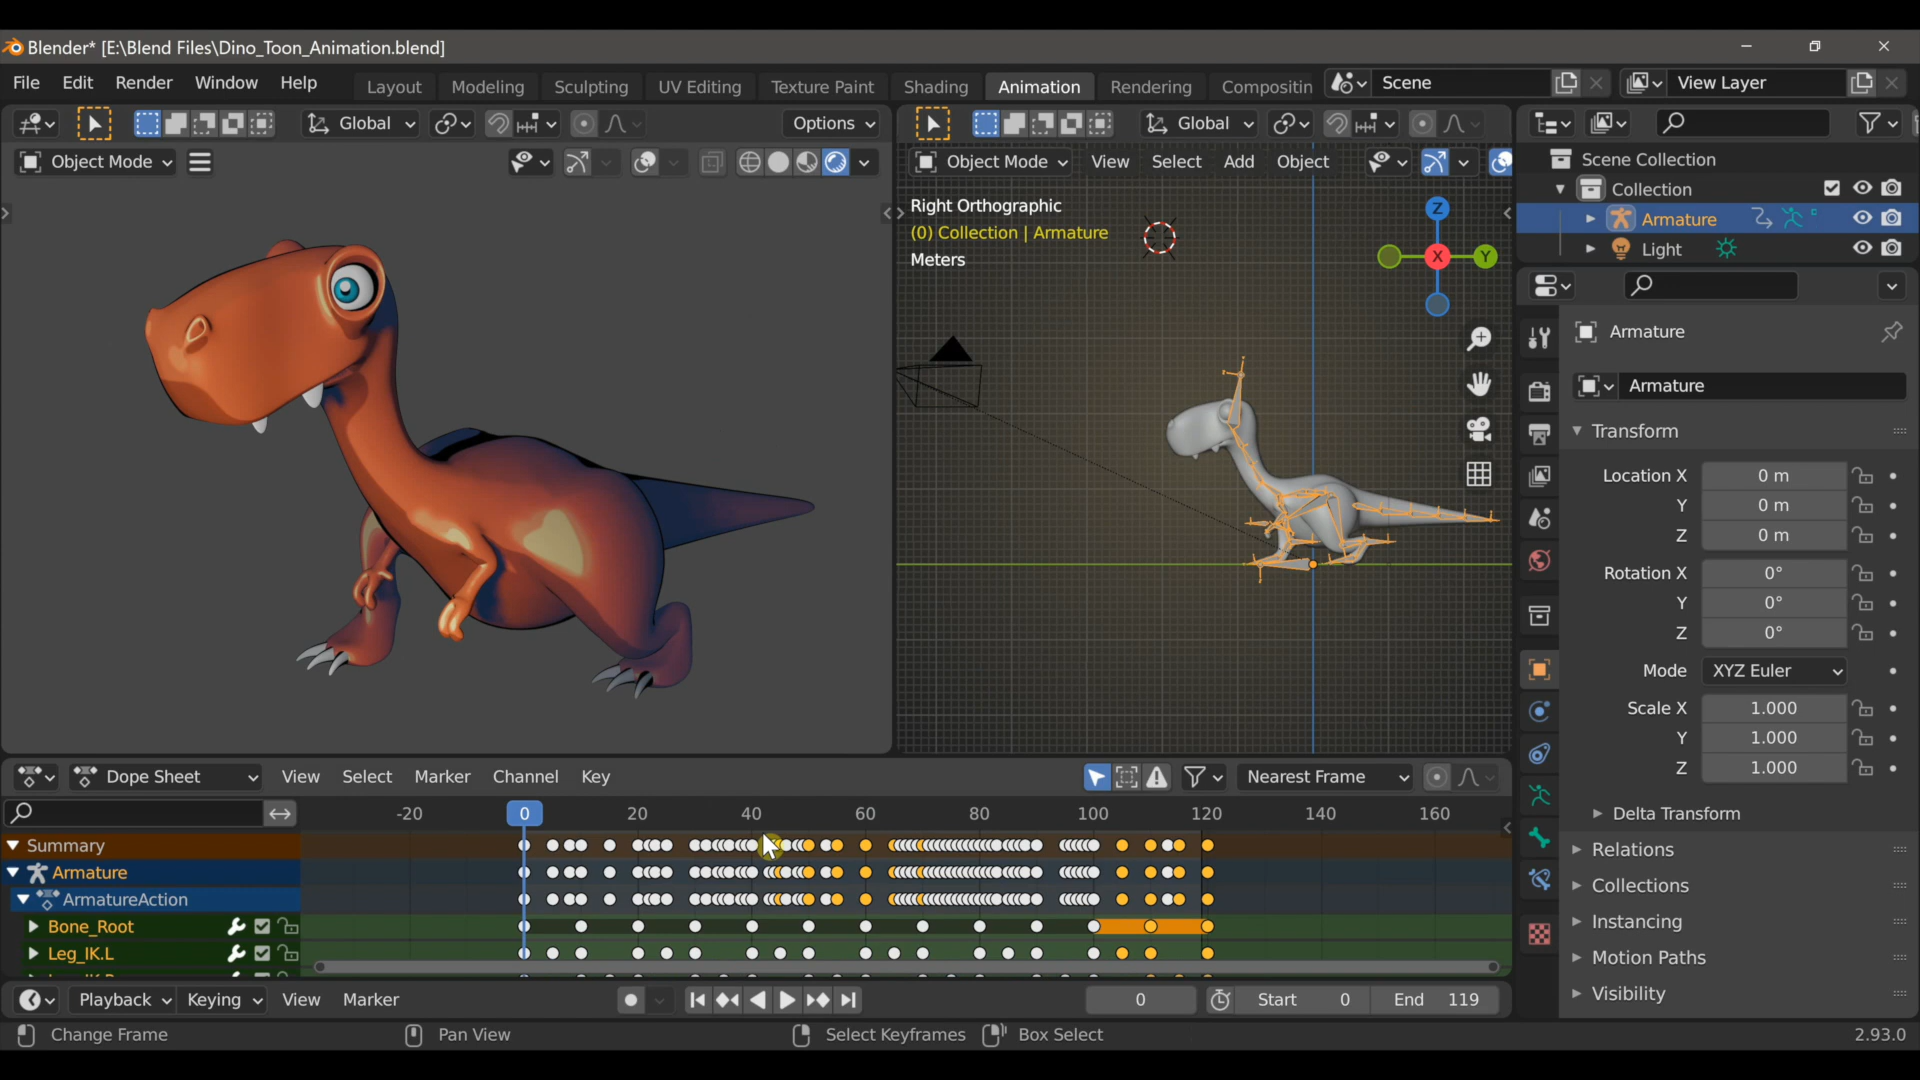 Blender* [E:\Blend Files\Dino_Toon_Animation.blend]
File Edit Render Window Help
Layout Modeling Sculpting UV Editing Texture Paint Shading Animation Rendering Compositin
Scene
View Layer
Global
Options
Global
Object Mode
Object Mode View Select Add Object
Right Orthographic
(0) Collection | Armature
Meters
Z
X
Y
Scene Collection
Collection
Armature
Light
Armature
Armature
Transform
Location X 0 m
Y 0 m
Z 0 m
Rotation X 0°
Y 0°
Z 0°
Mode XYZ Euler
Scale X 1.000
Y 1.000
Z 1.000
Delta Transform
Relations
Collections
Instancing
Motion Paths
Visibility
Dope Sheet View Select Marker Channel Key
Nearest Frame
-20 0 20 40 60 80 100 120 140 160
Summary
Armature
ArmatureAction
Bone_Root
Leg_IK.L
Playback Keying View Marker
0
Start 0
End 119
Change Frame
Pan View
Select Keyframes
Box Select
2.93.0